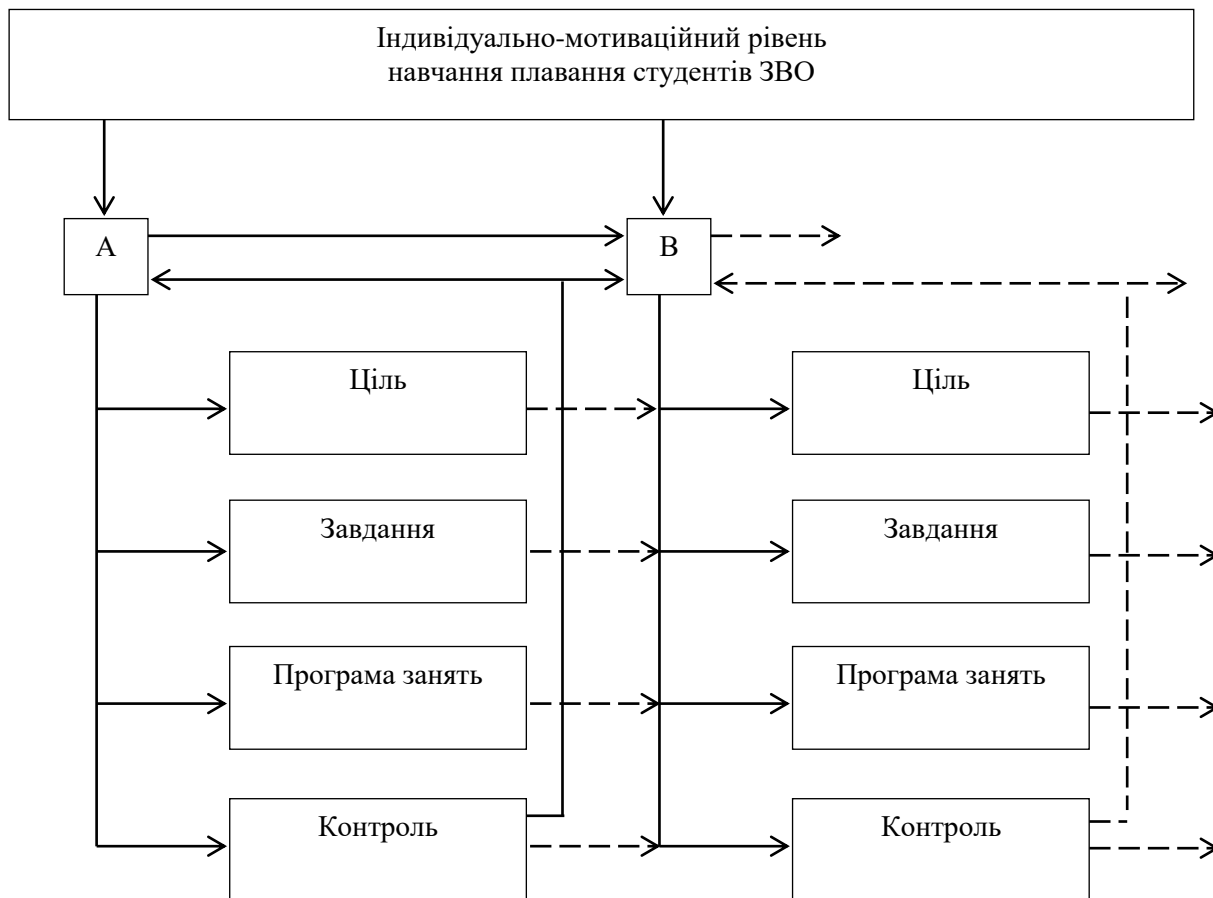 Індивідуально-мотиваційний рівень
навчання плавання студентів ЗВО
А
В
Ціль
Ціль
Завдання
Завдання
Програма занять
Програма занять
Контроль
Контроль